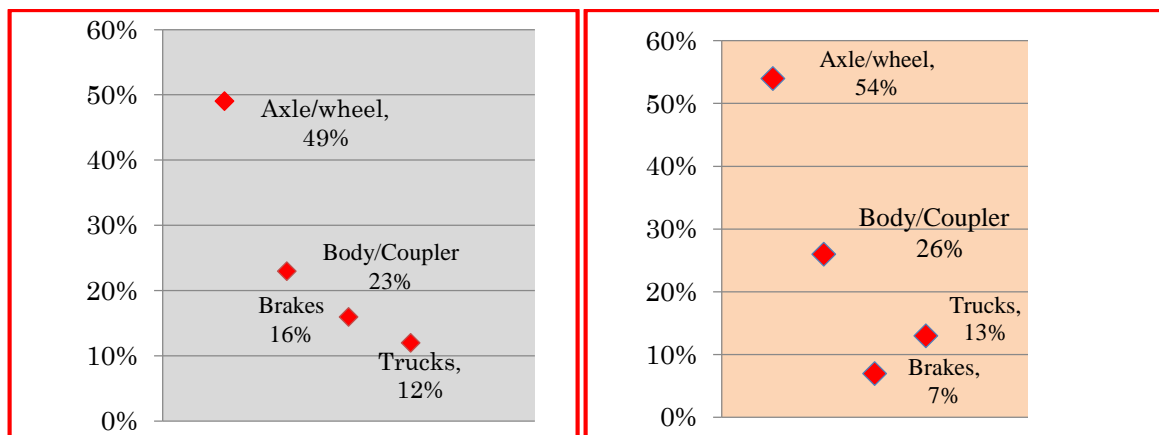 60%
50%
40%
30%
20%
10%
0%
Axle/wheel,
49%
Body/Coupler
23%
Brakes
16%
Trucks,
12%
60%
50%
40%
30%
20%
10%
0%
Axle/wheel,
54%
Body/Coupler
26%
Trucks,
13%
Brakes,
7%